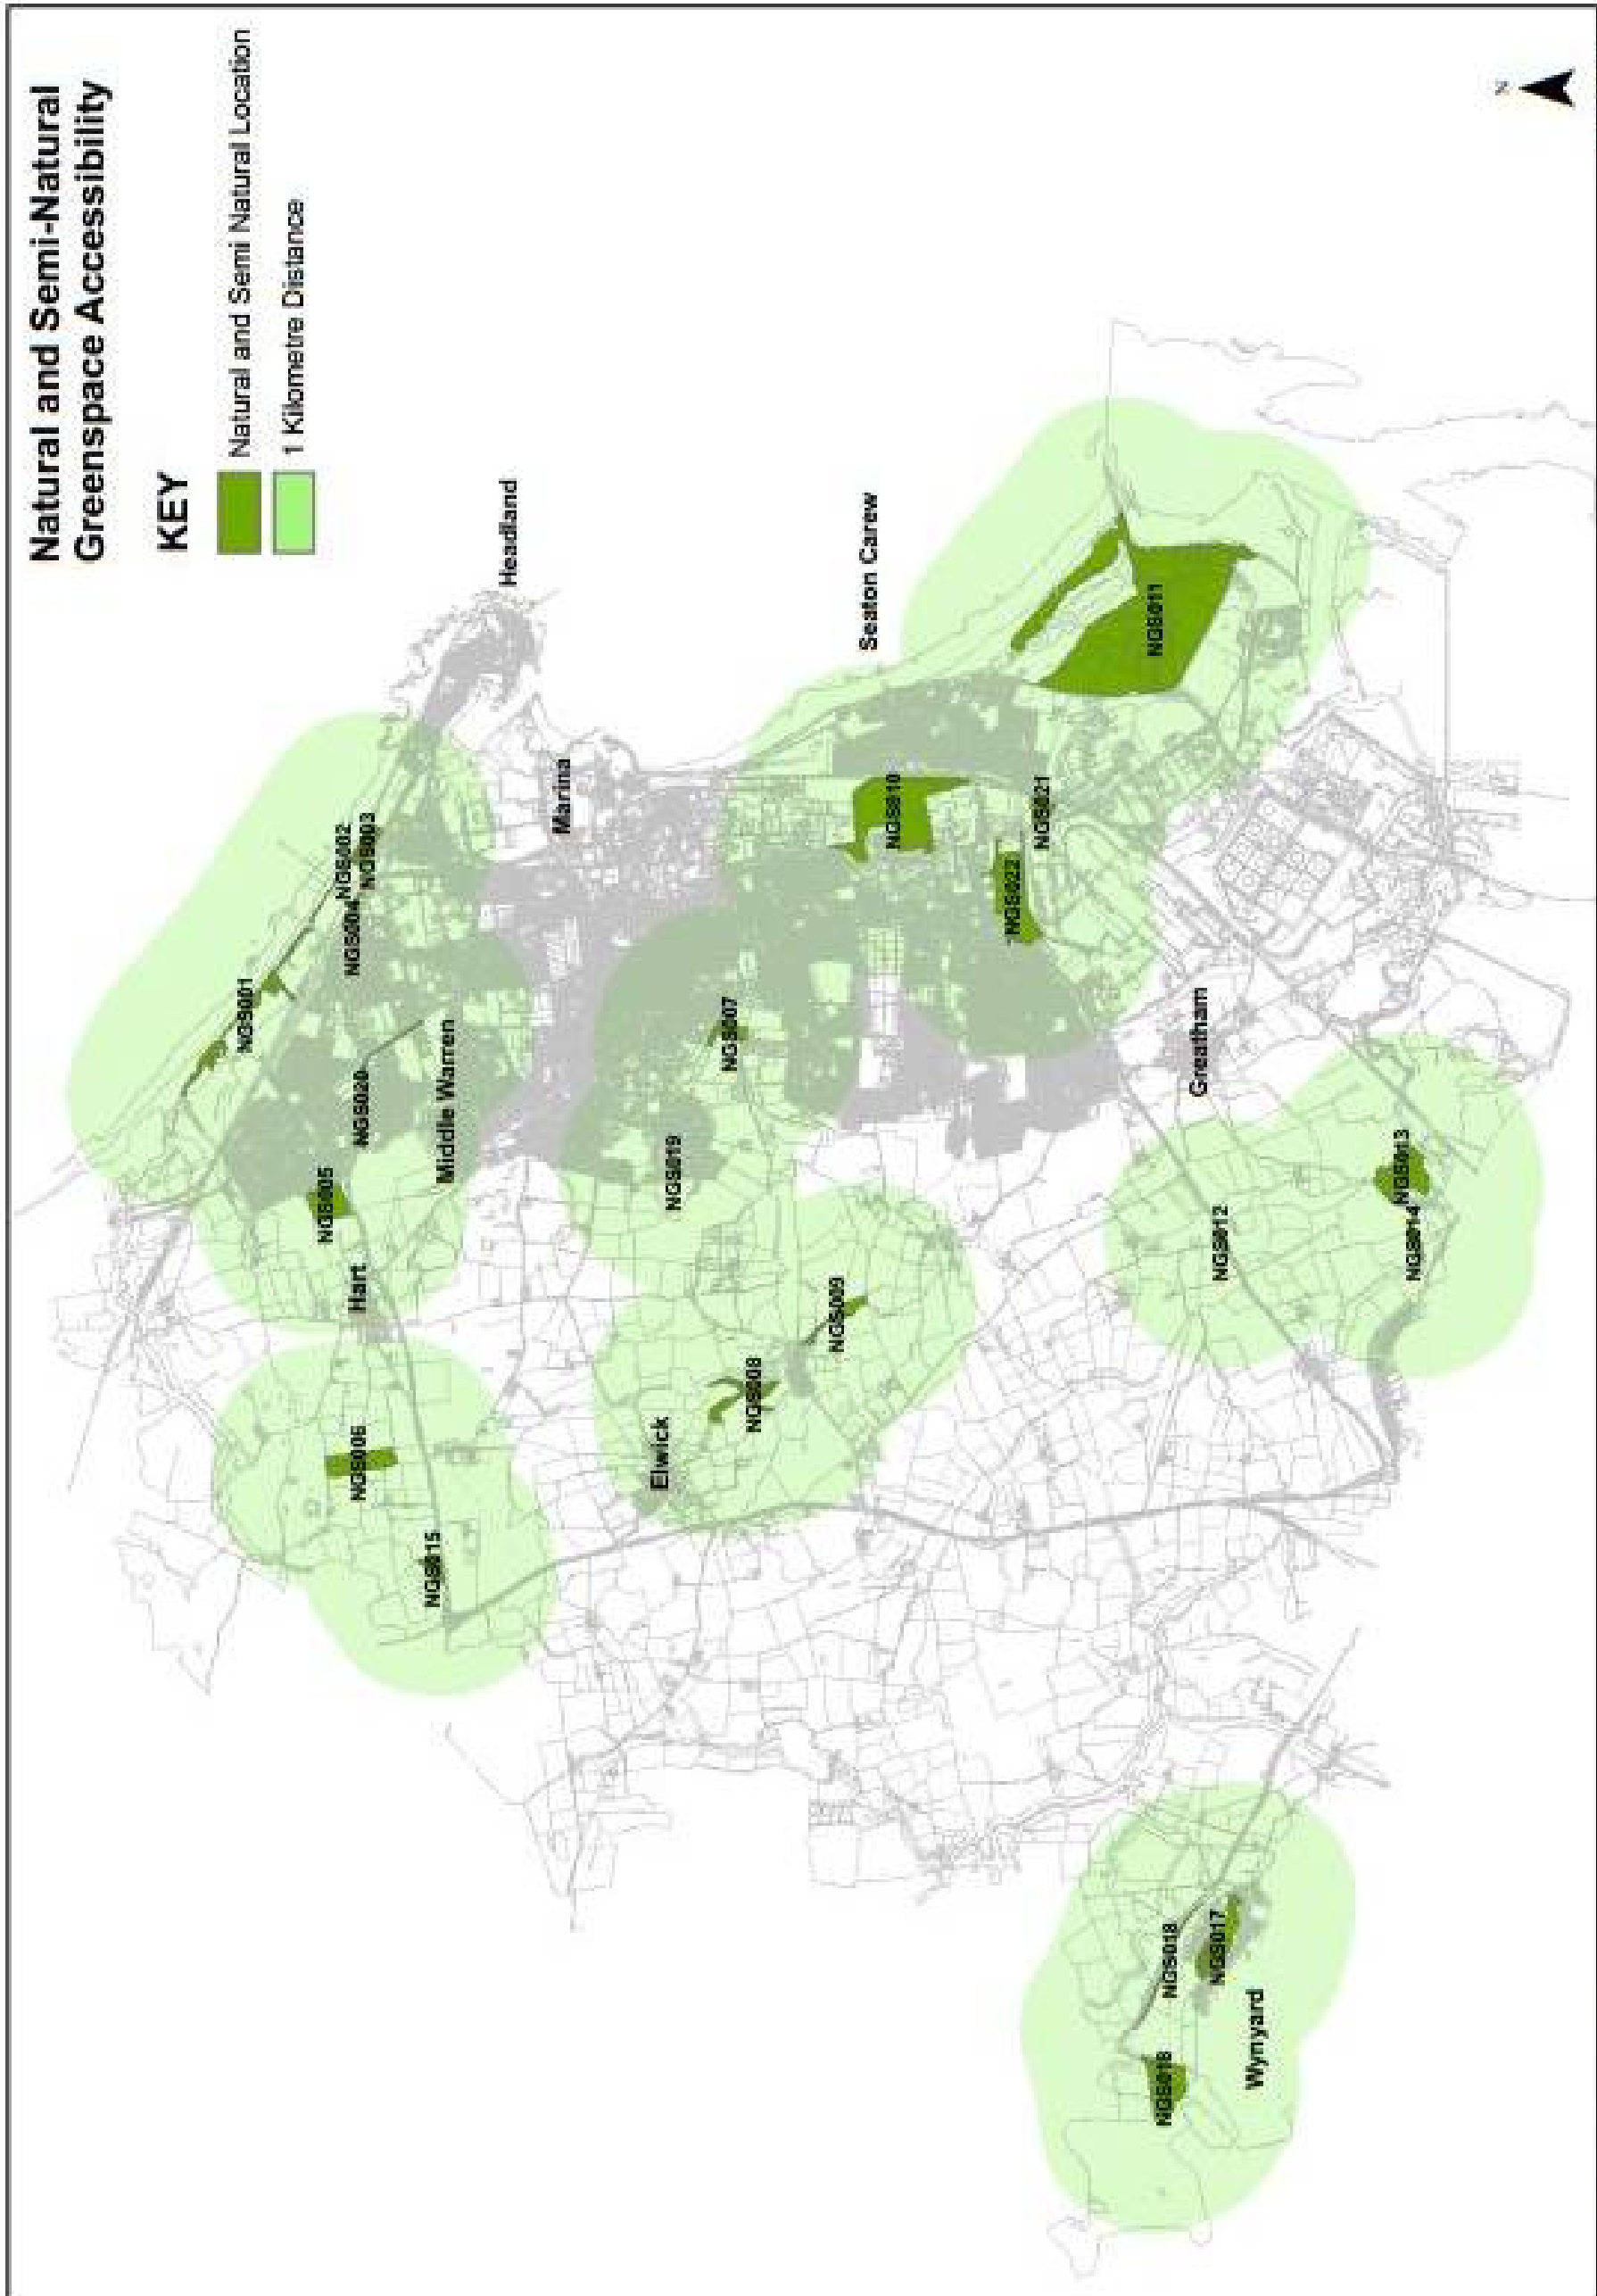 Natural and Semi-Natural
Greenspace Accessibility
KEY
Natural and Semi Natural Location
1 Kilometre Distance
N
NGS001
NGS002
NGS003
NGS004
NGS005
NGS020
Hart
NGS006
Middle Warren
NGS015
Headland
Marina
Elwick
NGS019
NGS007
NGS008
NGS009
Seaton Carew
NGS010
NGS022
NGS021
NGS011
Greatham
NGS012
NGS013
NGS014
NGS016
NGS018
NGS017
Wynyard